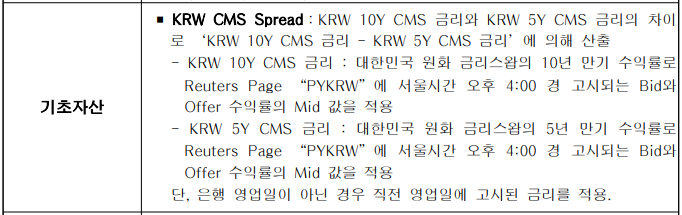 기초자산
▪ KRW CMS Spread : KRW 10Y CMS 금리와 KRW 5Y CMS 금리의 차이
로 ‘KRW 10Y CMS 금리 - KRW 5Y CMS 금리’에 의해 산출
- KRW 10Y CMS 금리 : 대한민국 원화 금리스왑의 10년 만기 수익률로
Reuters Page “PYKRW”에 서울시간 오후 4:00 경 고시되는 Bid와
Offer 수익률의 Mid 값을 적용
- KRW 5Y CMS 금리 : 대한민국 원화 금리스왑의 5년 만기 수익률로
Reuters Page “PYKRW”에 서울시간 오후 4:00 경 고시되는 Bid와
Offer 수익률의 Mid 값을 적용
단, 은행 영업일이 아닌 경우 직전 영업일에 고시된 금리를 적용.